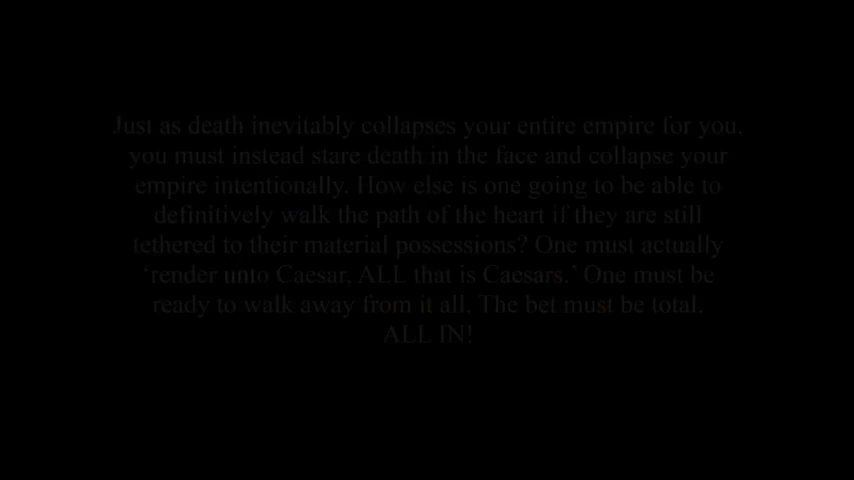 Just as death inevitably collapses your entire empire for you,
you must instead stare death in the face and collapse your
empire intentionally. How else is one going to be able to
definitively walk the path of the heart if they are still
tethered to their material possessions? One must actually
‘render unto Caesar, ALL that is Caesars.’ One must be
ready to walk away from it all. The bet must be total.
ALL IN!